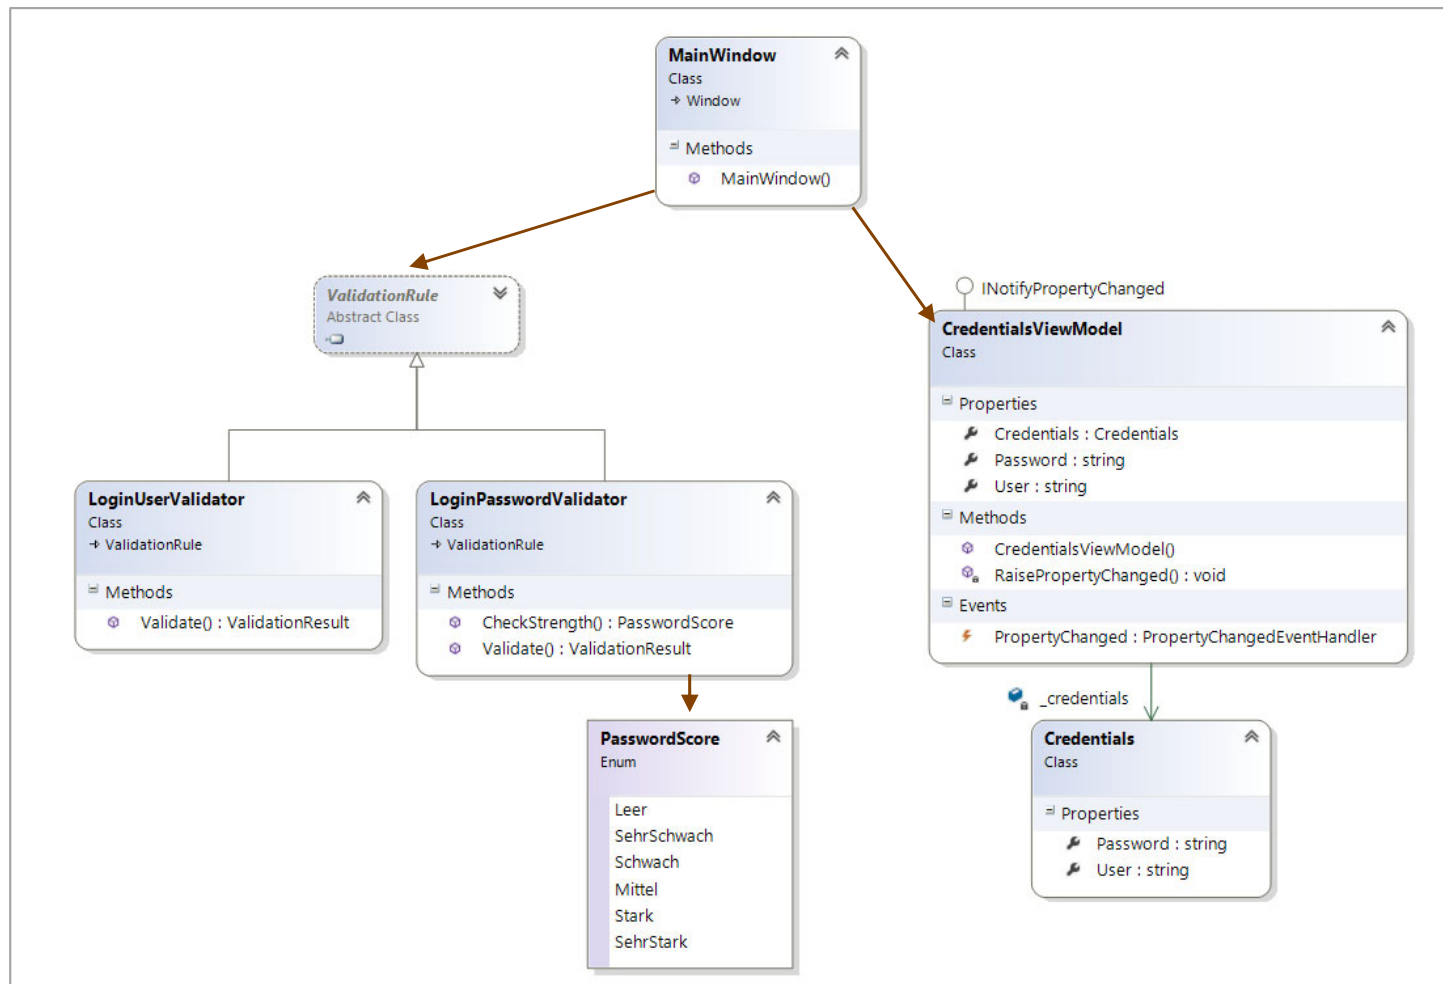 MainWindow
Class
Window
Methods
MainWindow()
ValidationRule
Abstract Class
INotifyPropertyChanged
CredentialsViewModel
Class
Properties
Credentials : Credentials
Password : string
User : string
Methods
CredentialsViewModel()
RaisePropertyChanged() : void
Events
PropertyChanged : PropertyChangedEventHandler
LoginUserValidator
Class
ValidationRule
Methods
Validate() : ValidationResult
LoginPasswordValidator
Class
ValidationRule
Methods
CheckStrength() : PasswordScore
Validate() : ValidationResult
_credentials
PasswordScore
Enum
Leer
SehrSchwach
Schwach
Mittel
Stark
SehrStark
Credentials
Class
Properties
Password : string
User : string